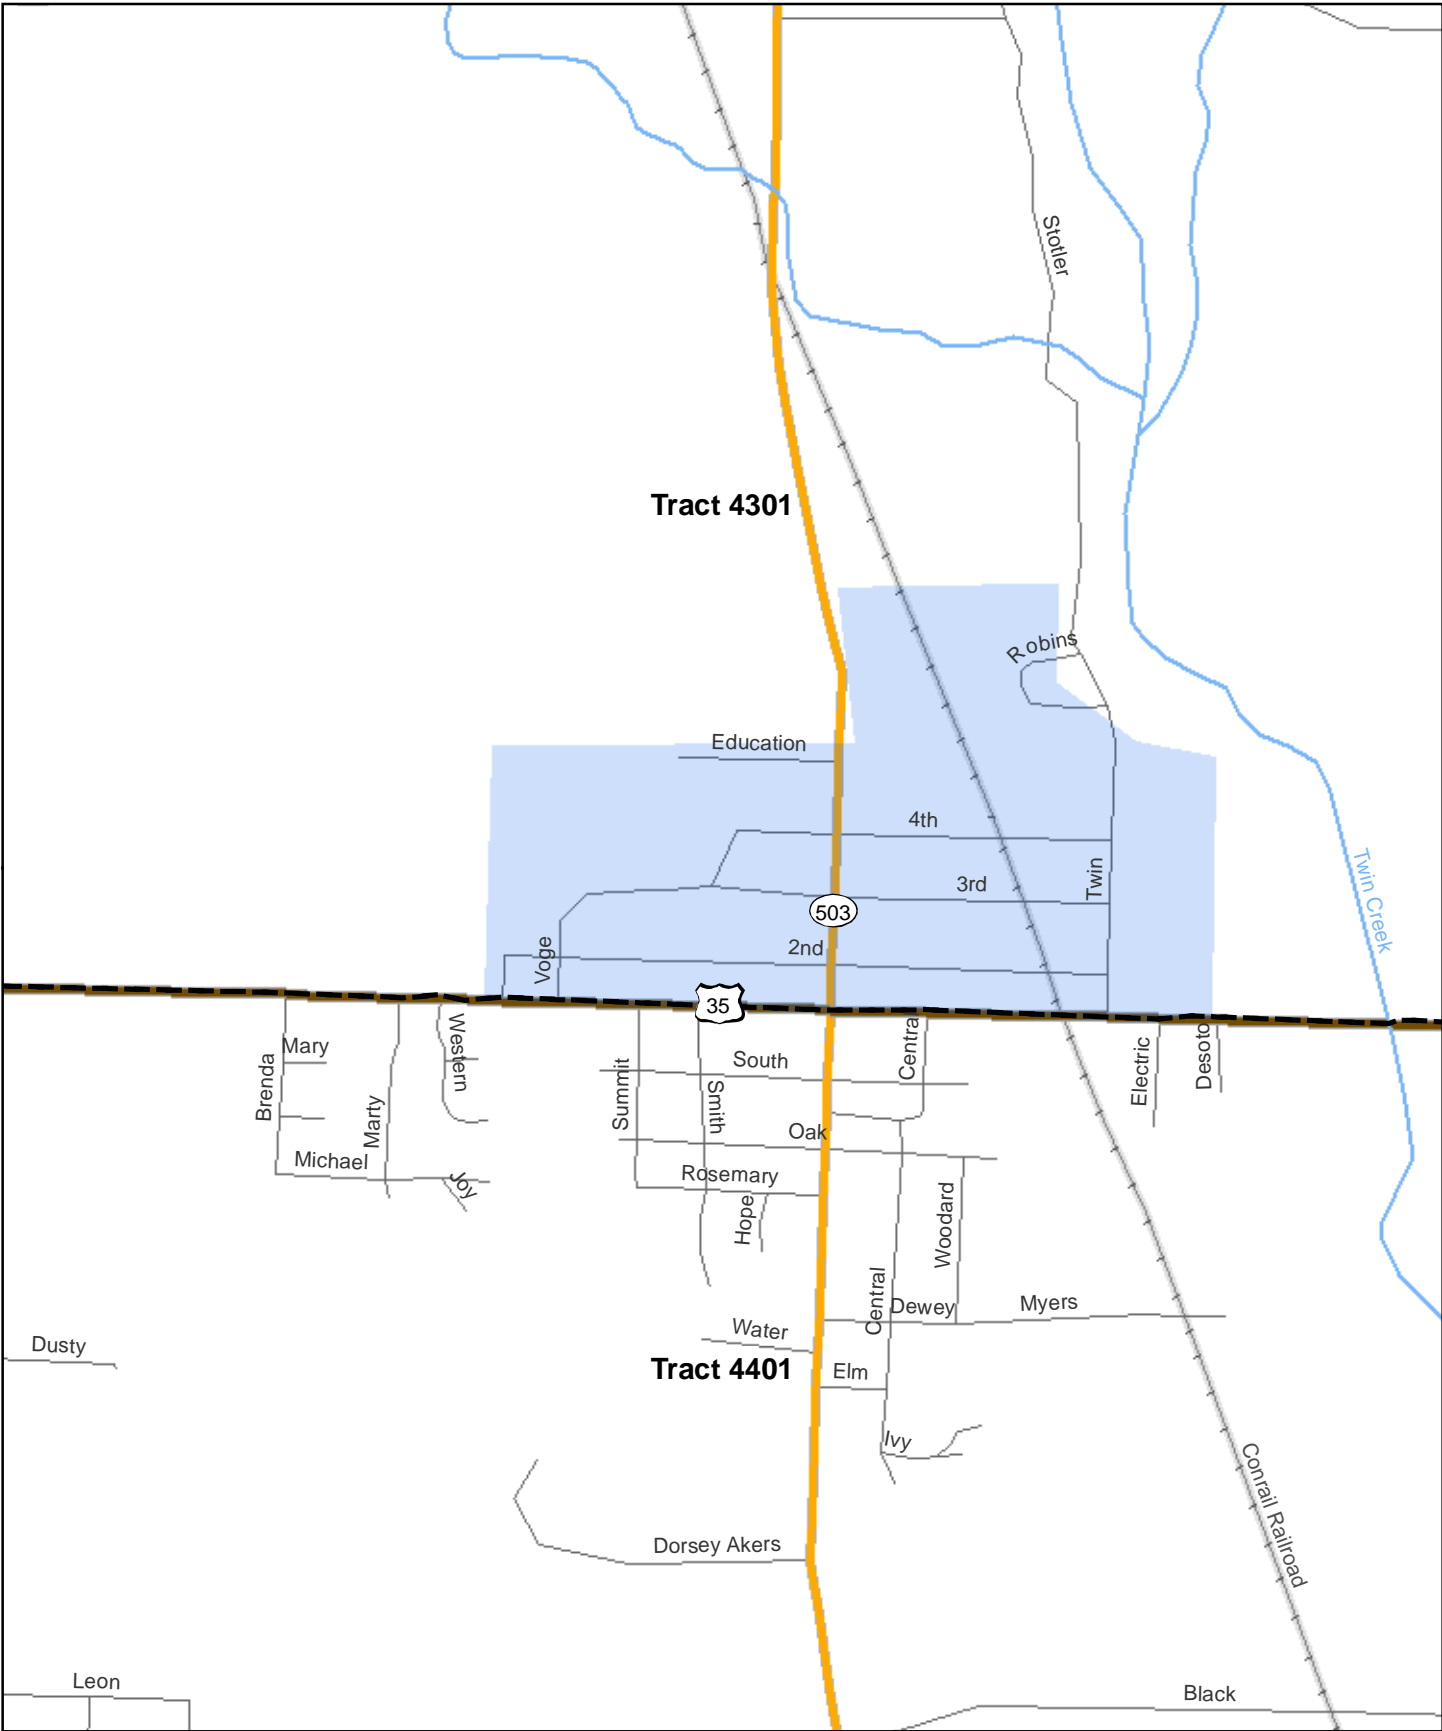 Stotler
Tract 4301
Robins
Education
4th
3rd
Twin
503
2nd
Voge
Twin Creek
35
Mary
Brenda
Marty
Western
Michael
Joy
Summit
South
Smith
Central
Electric
Desoto
Oak
Rosemary
Hope
Woodard
Central
Dewey
Myers
Water
Dusty
Tract 4401
Elm
Ivy
Conrail Railroad
Dorsey Akers
Leon
Black